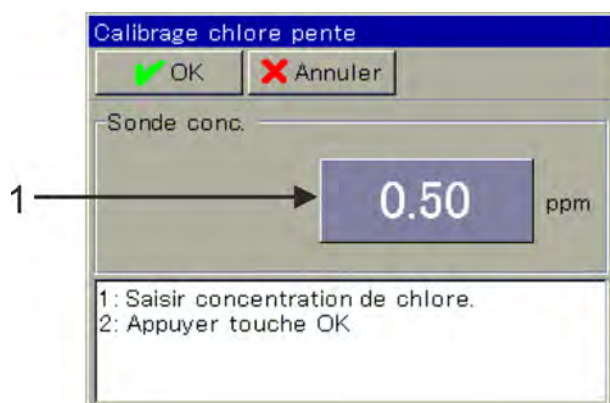 Calibrage chlore pente
OK Annuler
Sonde conc.
1 0.50 ppm
1: Saisir concentration de chlore.
2: Appuyer touche OK